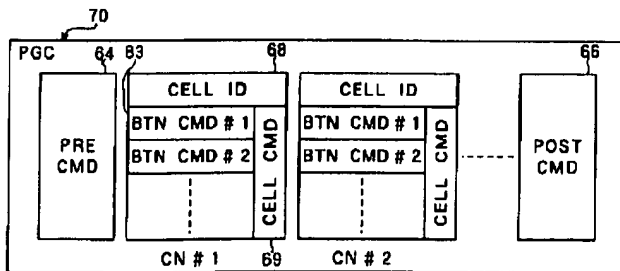 70
PGC
64
83
68
66
PRE CMD
CELL ID
BTN CMD # 1
BTN CMD # 2
CELL CMD
CN # 1
69
CELL ID
BTN CMD # 1
BTN CMD # 2
CELL CMD
CN # 2
POST CMD